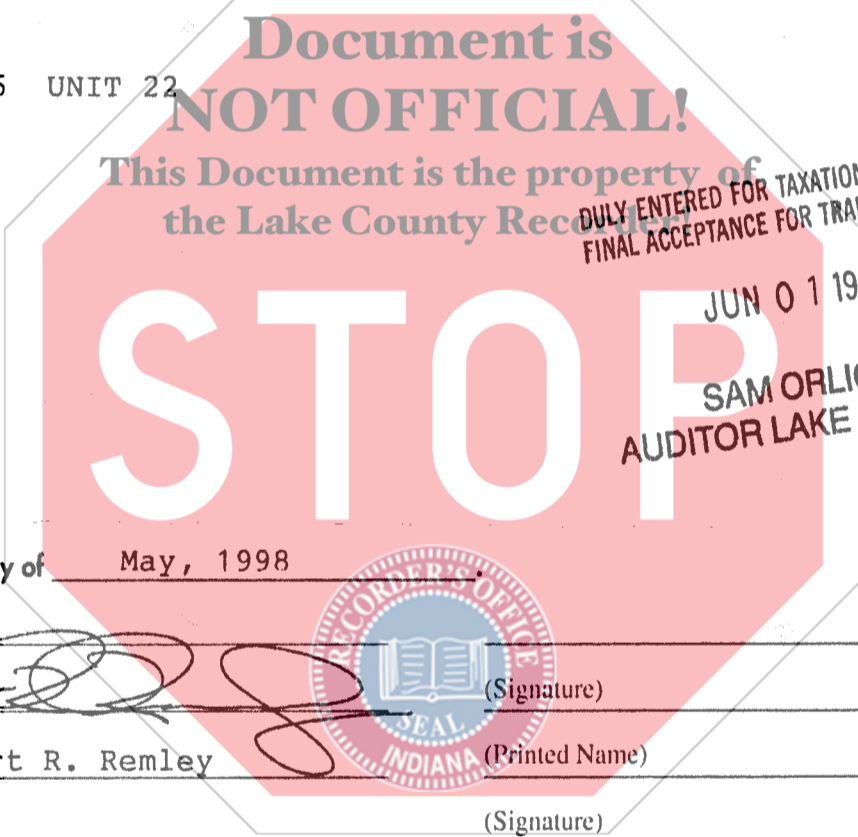 Document is
5 UNIT 22
NOT OFFICIAL!
This Document is the property of
the Lake County Recorder!
DULY ENTERED FOR TAXATION
FINAL ACCEPTANCE FOR TRA
JUN 0 1 19
STOP
SAM ORLI
AUDITOR LAKE
y of May, 1998.
RECORDER'S OFFICE
SEAL
INDIANA
(Signature)
t R. Remley
(Printed Name)
(Signature)